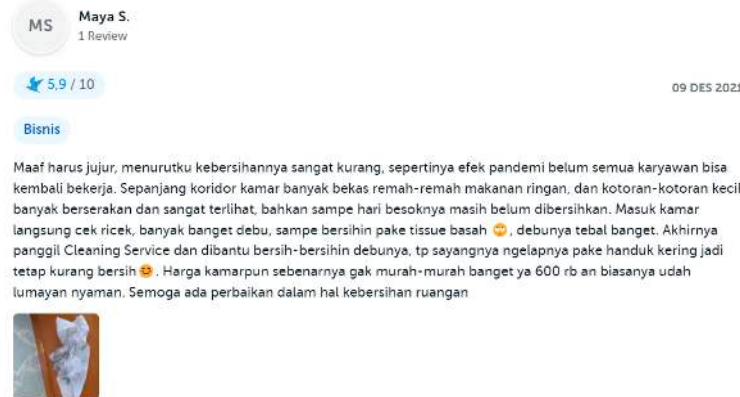 MS
Maya S.
1 Review
5,9 / 10
09 DES 2021
Bisnis
Maaf harus jujur, menurutku kebersihannya sangat kurang, sepertinya efek pandemi belum semua karyawan bisa
kembali bekerja. Sepanjang koridor kamar banyak bekas remah-remah makanan ringan, dan kotoran-kotoran kecil
banyak berserakan dan sangat terlihat, bahkan sampe hari besoknya masih belum dibersihkan. Masuk kamar
langsung cek ricek, banyak banget debu, sampe bersihin pake tissue basah 🙄, debunya tebal banget. Akhirnya
panggil Cleaning Service dan dibantu bersih-bersihin debunya, tp sayangnya ngelapnya pake handuk kering jadi
tetap kurang bersih 😊. Harga kamarpun sebenarnya gak murah-murah banget ya 600 rb an biasanya udah
lumayan nyaman. Semoga ada perbaikan dalam hal kebersihan ruangan